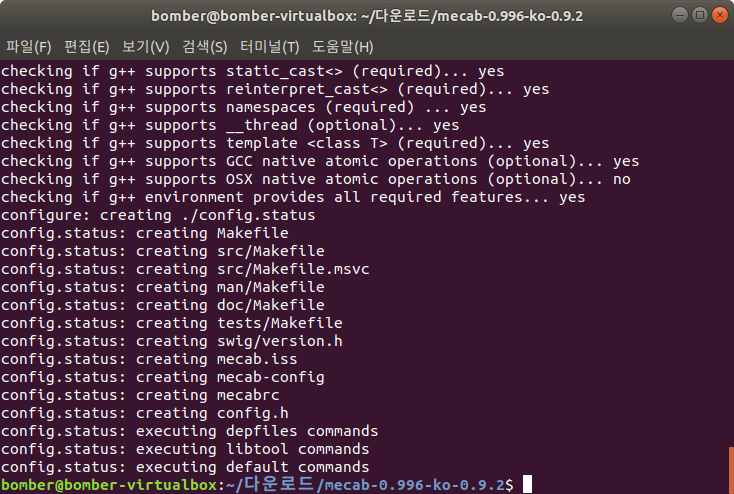 bomber@bomber-virtualbox: ~/다운로드/mecab-0.996-ko-0.9.2
파일(F) 편집(E) 보기(V) 검색(S) 터미널(T) 도움말(H)
checking if g++ supports static_cast<> (required)... yes
checking if g++ supports reinterpret_cast<> (required)... yes
checking if g++ supports namespaces (required) ... yes
checking if g++ supports __thread (optional)... yes
checking if g++ supports template <class T> (required)... yes
checking if g++ supports GCC native atomic operations (optional)... yes
checking if g++ supports OSX native atomic operations (optional)... no
checking if g++ environment provides all required features... yes
configure: creating ./config.status
config.status: creating Makefile
config.status: creating src/Makefile
config.status: creating src/Makefile.msvc
config.status: creating man/Makefile
config.status: creating doc/Makefile
config.status: creating tests/Makefile
config.status: creating swig/version.h
config.status: creating mecab.iss
config.status: creating mecab-config
config.status: creating mecabrc
config.status: creating config.h
config.status: executing depfiles commands
config.status: executing libtool commands
config.status: executing default commands
bomber@bomber-virtualbox:~/다운로드/mecab-0.996-ko-0.9.2$